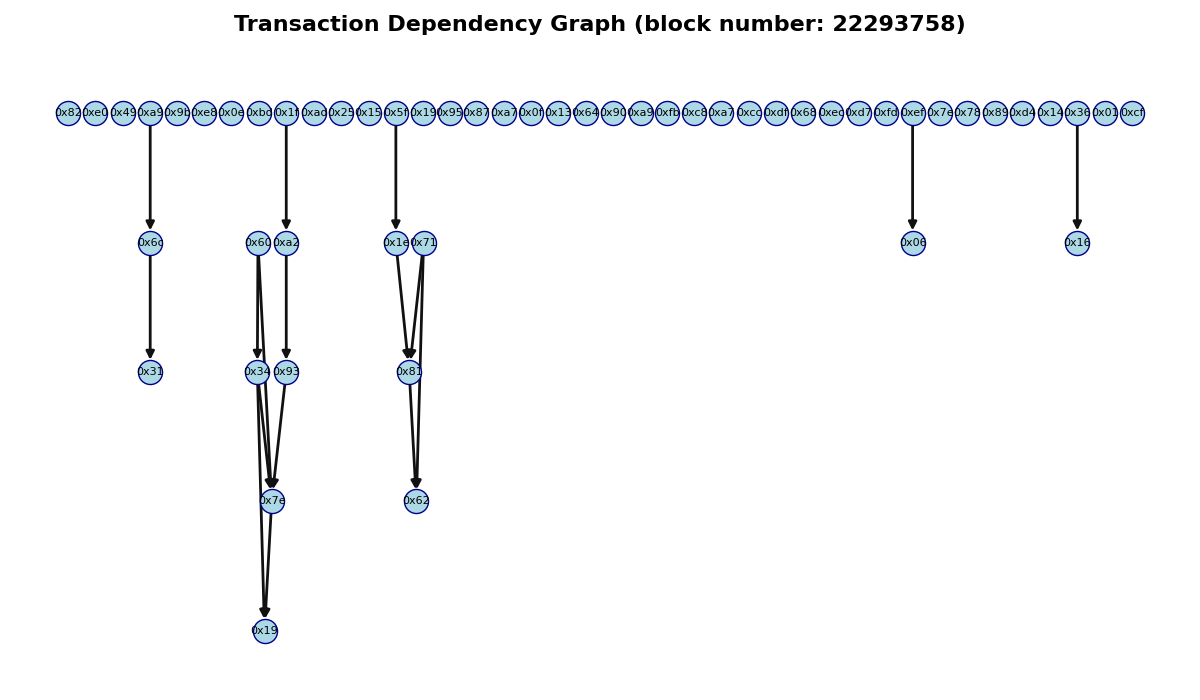 Transaction Dependency Graph (block number: 22293758)
0x82 0xe0 0x49 0xa9 0x9b 0xe8 0x0e 0xbd 0x1f 0xad 0x25 0x15 0x5f 0x19 0x95 0x87 0xa7 0x0f 0x13 0x64 0x90 0xa9 0xfb 0xc8 0xa7 0xcc 0xdf 0x68 0xec 0xd7 0xfd 0xef 0x7e 0x78 0x89 0xd4 0x14 0x36 0x01 0xcf
0x6c 0x60 0xa2 0x1e 0x71 0x06 0x16
0x31 0x34 0x93 0x81
0x7e 0x62
0x19